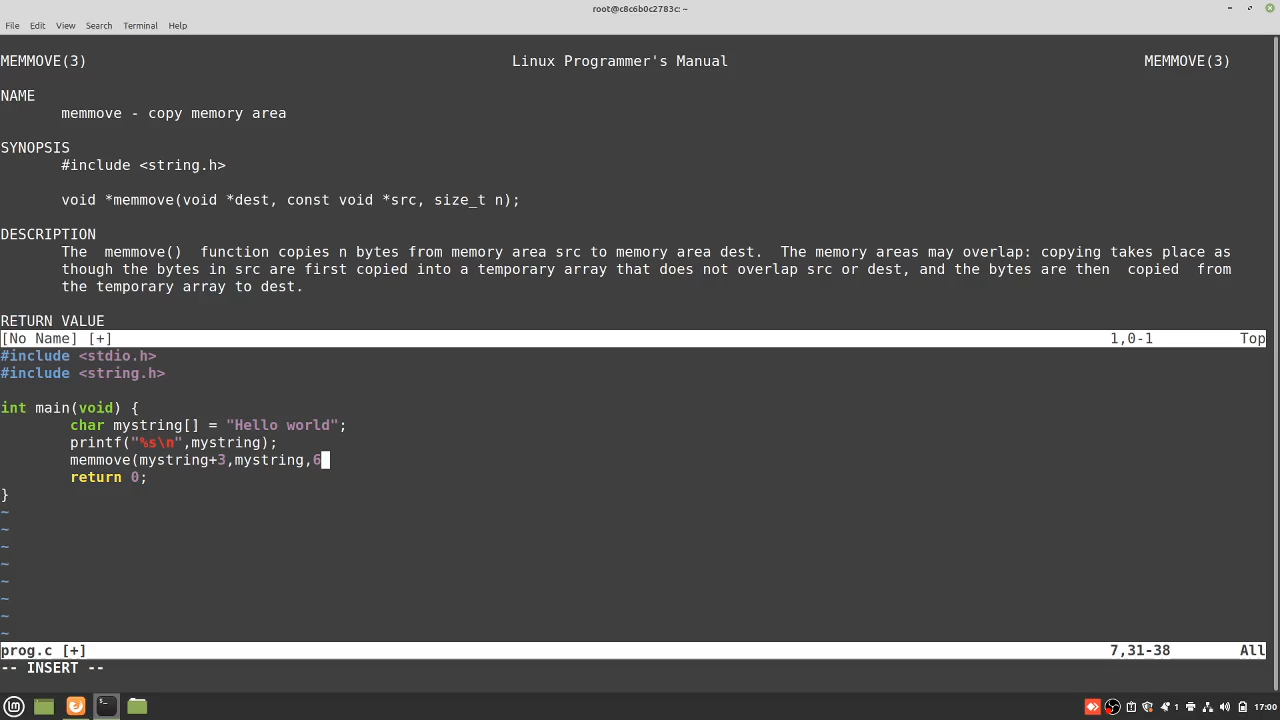 root@c8c6b0c2783c: ~
File Edit View Search Terminal Help
MEMMOVE(3) Linux Programmer's Manual MEMMOVE(3)
NAME
memmove - copy memory area
SYNOPSIS
#include <string.h>
void *memmove(void *dest, const void *src, size_t n);
DESCRIPTION
The memmove() function copies n bytes from memory area src to memory area dest. The memory areas may overlap: copying takes place as
though the bytes in src are first copied into a temporary array that does not overlap src or dest, and the bytes are then copied from
the temporary array to dest.
RETURN VALUE
[No Name] [+] 1,0-1 Top
#include <stdio.h>
#include <string.h>
int main(void) {
char mystring[] = "Hello world";
printf("%s\n",mystring);
memmove(mystring+3,mystring,6
return 0;
}
~
~
~
~
~
~
~
~
prog.c [+] 7,31-38 All
-- INSERT --
1 17:00